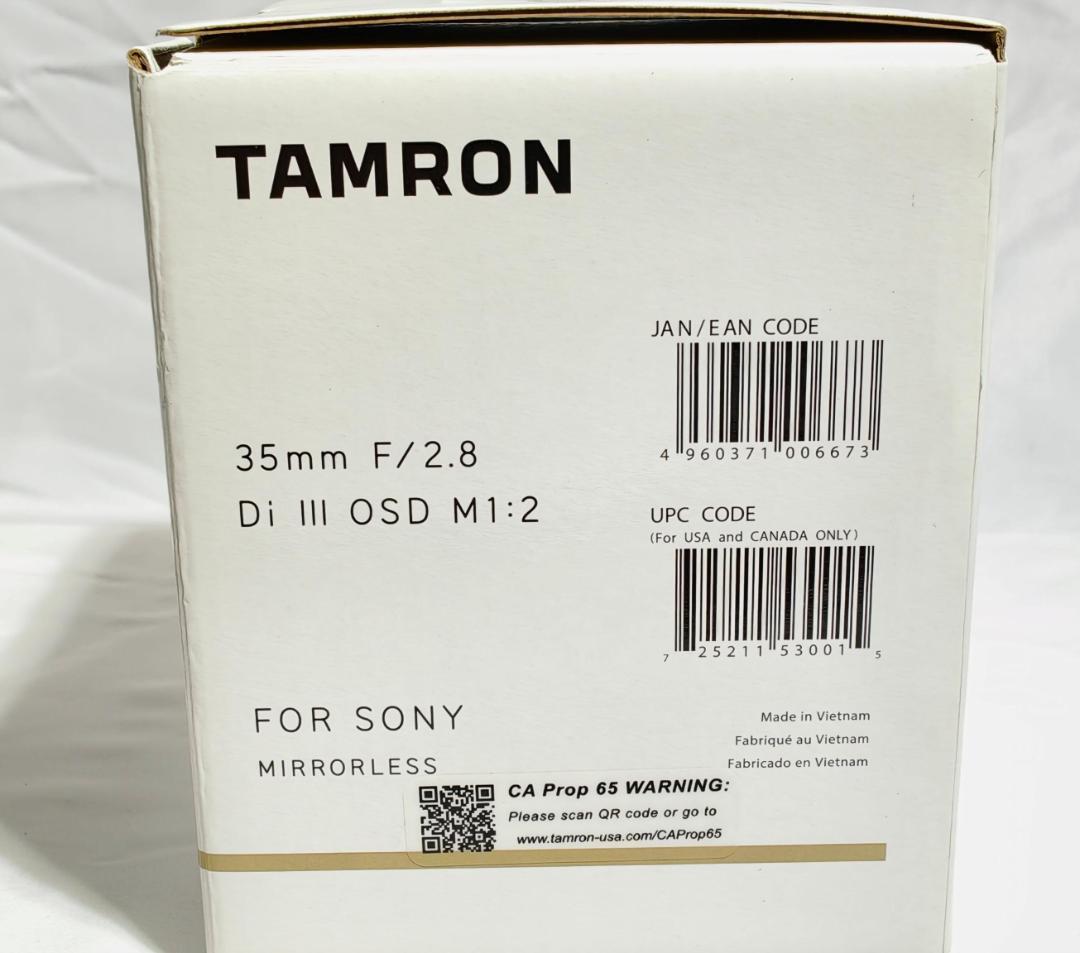 TAMRON
JAN/EAN CODE
4 960371 006673
35mm F/2.8
Di III OSD M1:2
UPC CODE
(For USA and CANADA ONLY)
7 25211 53001 5
FOR SONY
MIRRORLESS
Made in Vietnam
Fabriqué au Vietnam
Fabricado en Vietnam
CA Prop 65 WARNING:
Please scan QR code or go to
www.tamron-usa.com/CAProp65